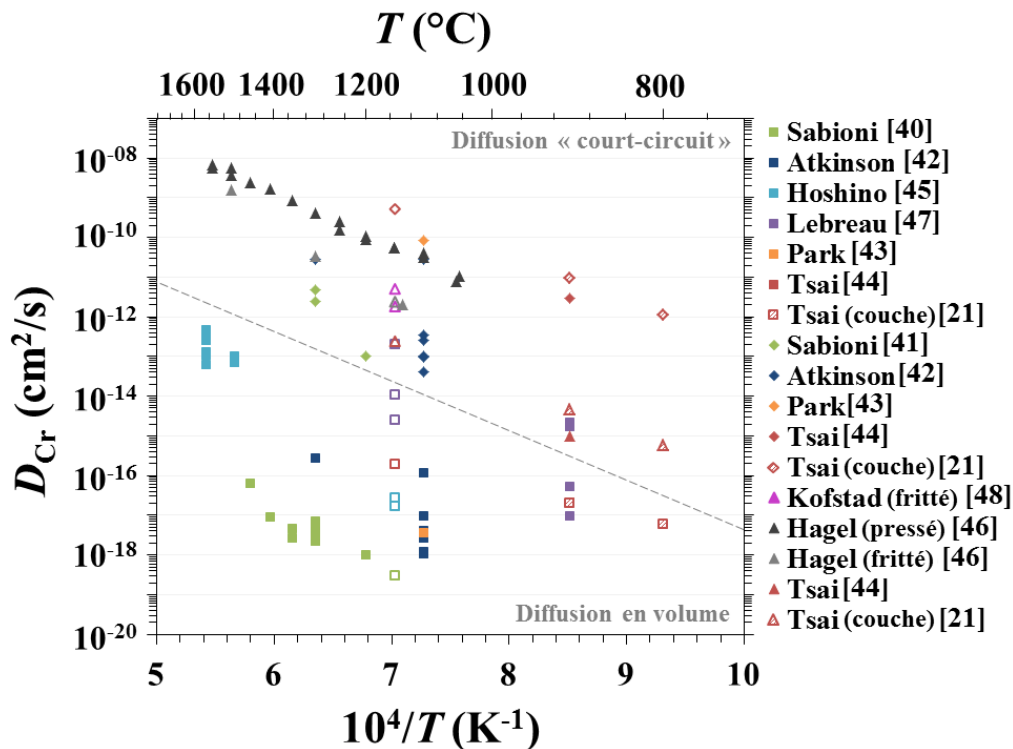 T (°C)
1600 1400 1200 1000 800
Diffusion « court-circuit »
10-08
10-10
10-12
10-14
10-16
10-18
10-20
DCr (cm2/s)
Diffusion en volume
5 6 7 8 9 10
104/T (K-1)
Sabioni [40]
Atkinson [42]
Hoshino [45]
Lebreau [47]
Park [43]
Tsai [44]
Tsai (couche) [21]
Sabioni [41]
Atkinson [42]
Park [43]
Tsai [44]
Tsai (couche) [21]
Kofstad (fritté) [48]
Hagel (pressé) [46]
Hagel (fritté) [46]
Tsai [44]
Tsai (couche) [21]